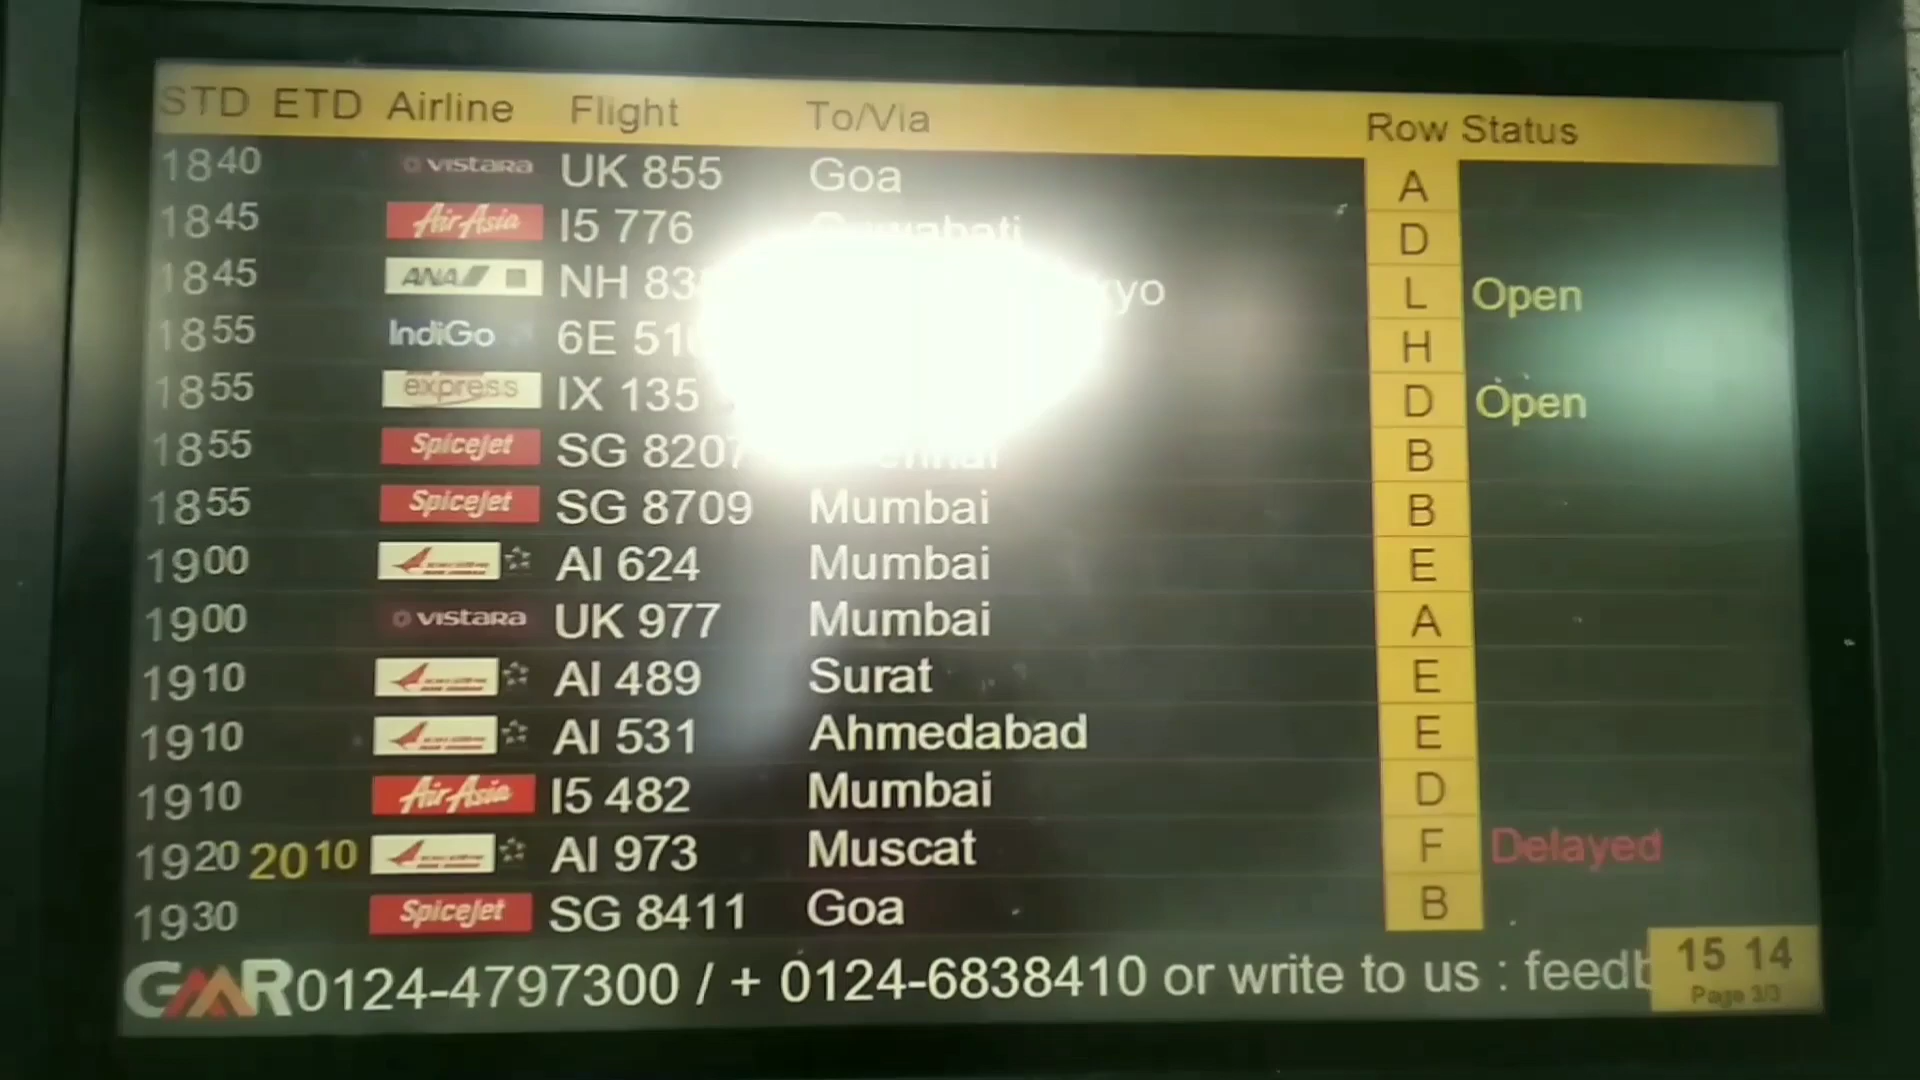 STD ETD Airline Flight To/Via Row Status
1840 vistara UK 855 Goa A
1845 AirAsia I5 776 D
1845 ANA NH L Open
1855 IndiGo 6E H
1855 express IX 135 D Open
1855 SpiceJet SG 8207 B
1855 SpiceJet SG 8709 Mumbai B
1900 AI 624 Mumbai E
1900 vistara UK 977 Mumbai A
1910 AI 489 Surat E
1910 AI 531 Ahmedabad E
1910 AirAsia I5 482 Mumbai D
1920 2010 AI 973 Muscat F Delayed
1930 SpiceJet SG 8411 Goa B
GMR 0124-4797300 / + 0124-6838410 or write to us : feedb 15 14
Page 3/3